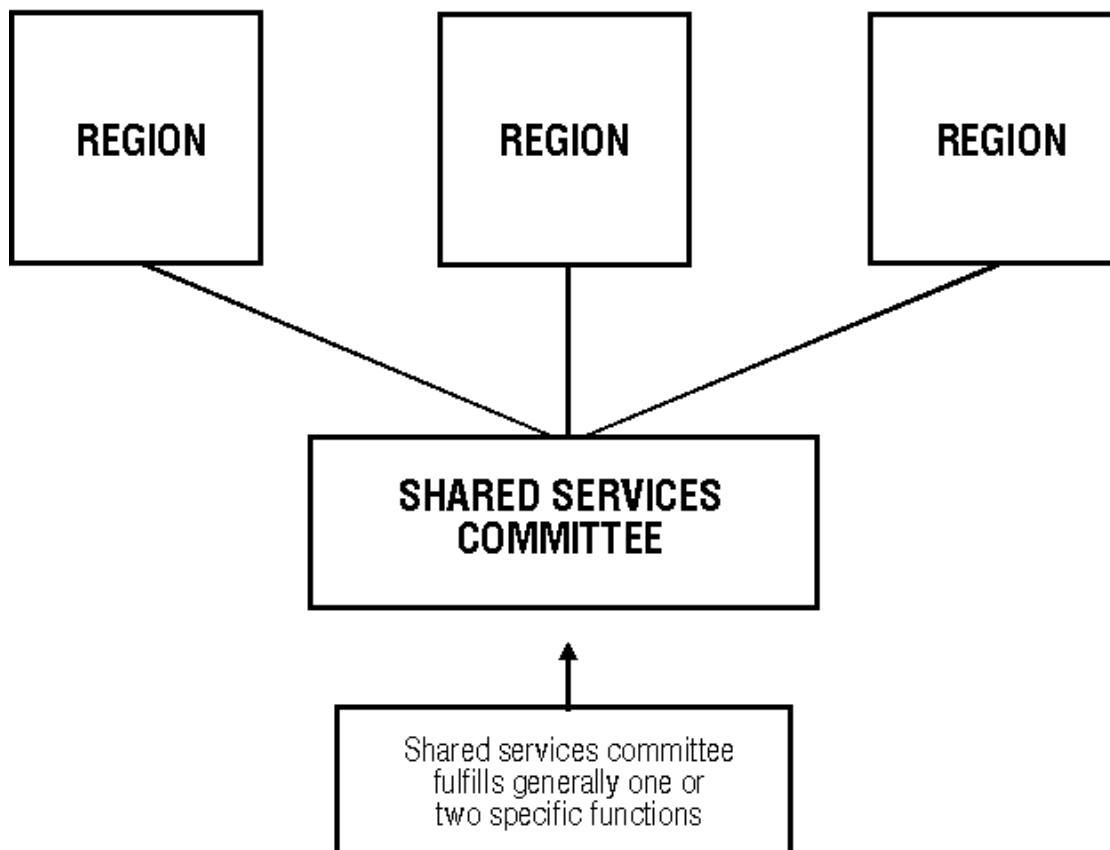 REGION
REGION
REGION
SHARED SERVICES
COMMITTEE
Shared services committee
fulfills generally one or
two specific functions